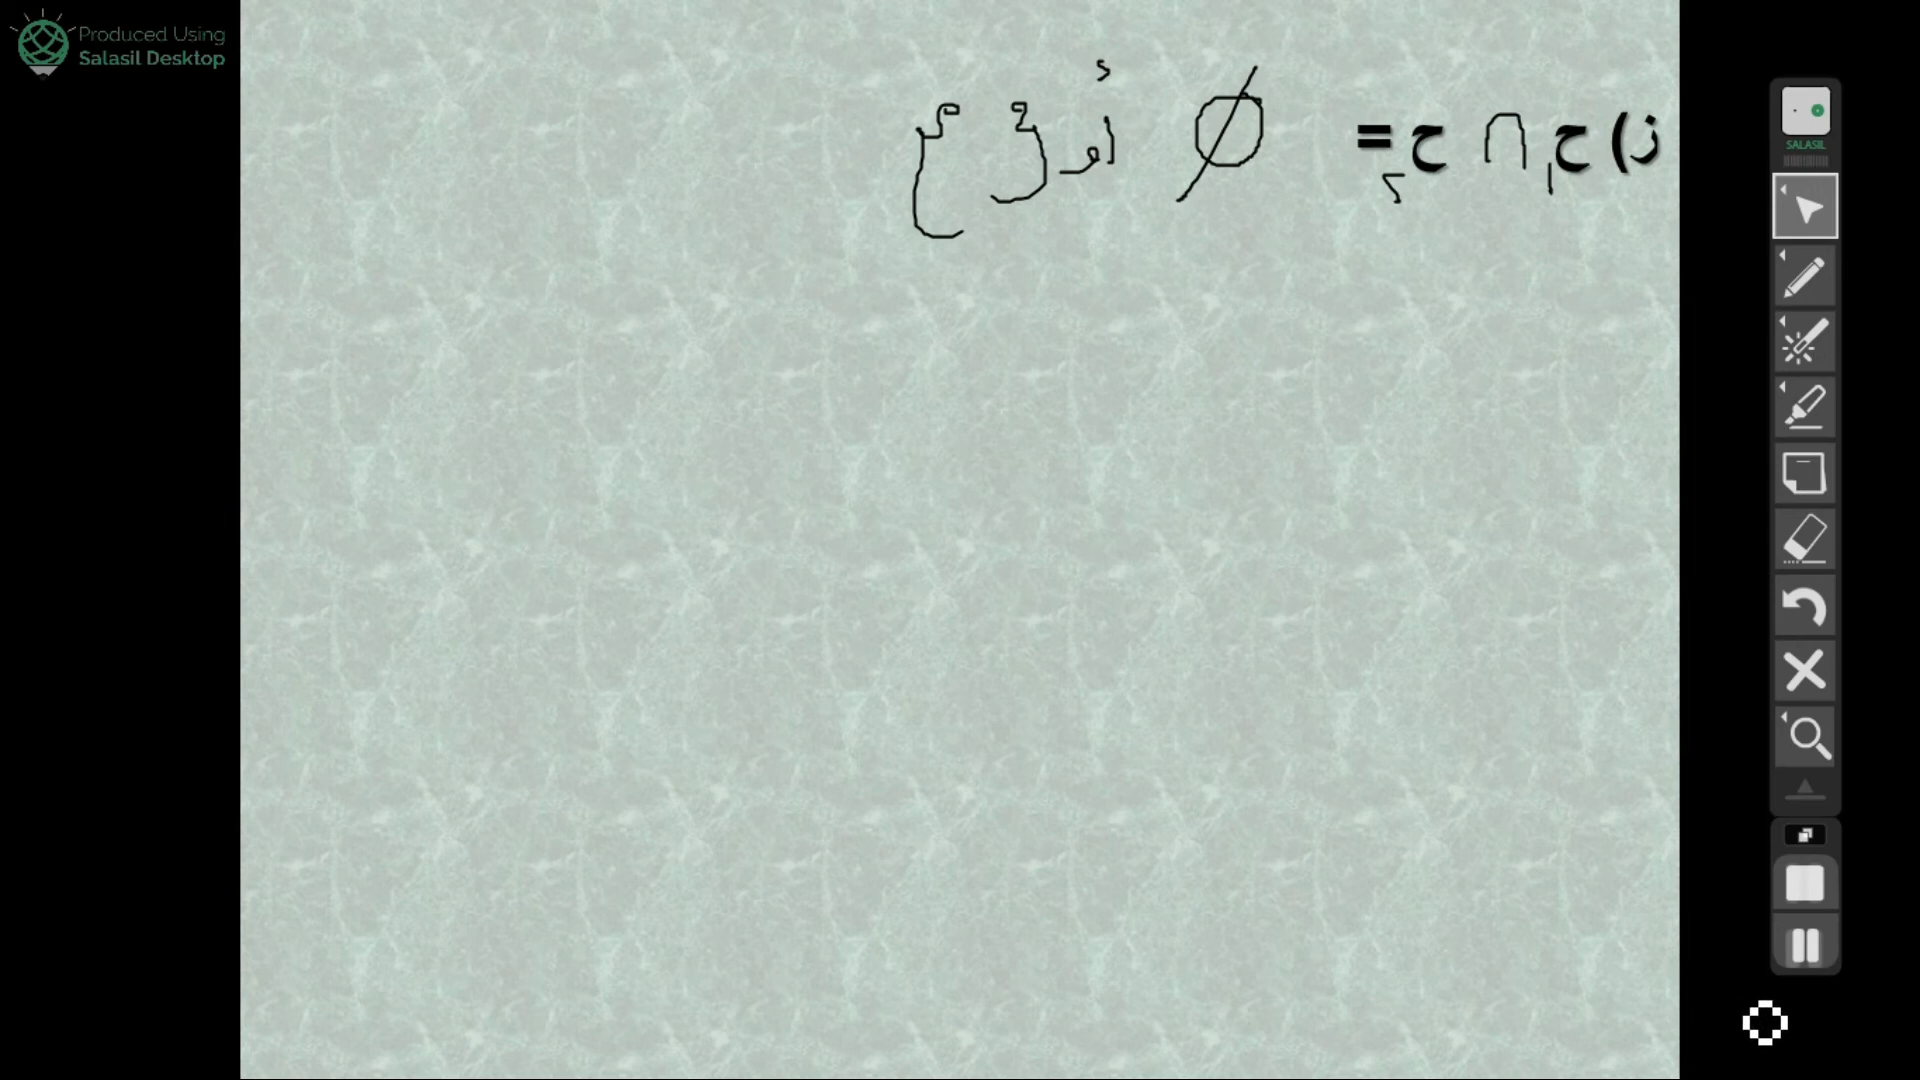 Produced Using
Salasil Desktop
ز) ح١ ∩ ح٢ = ∅ أو { }
SALASIL